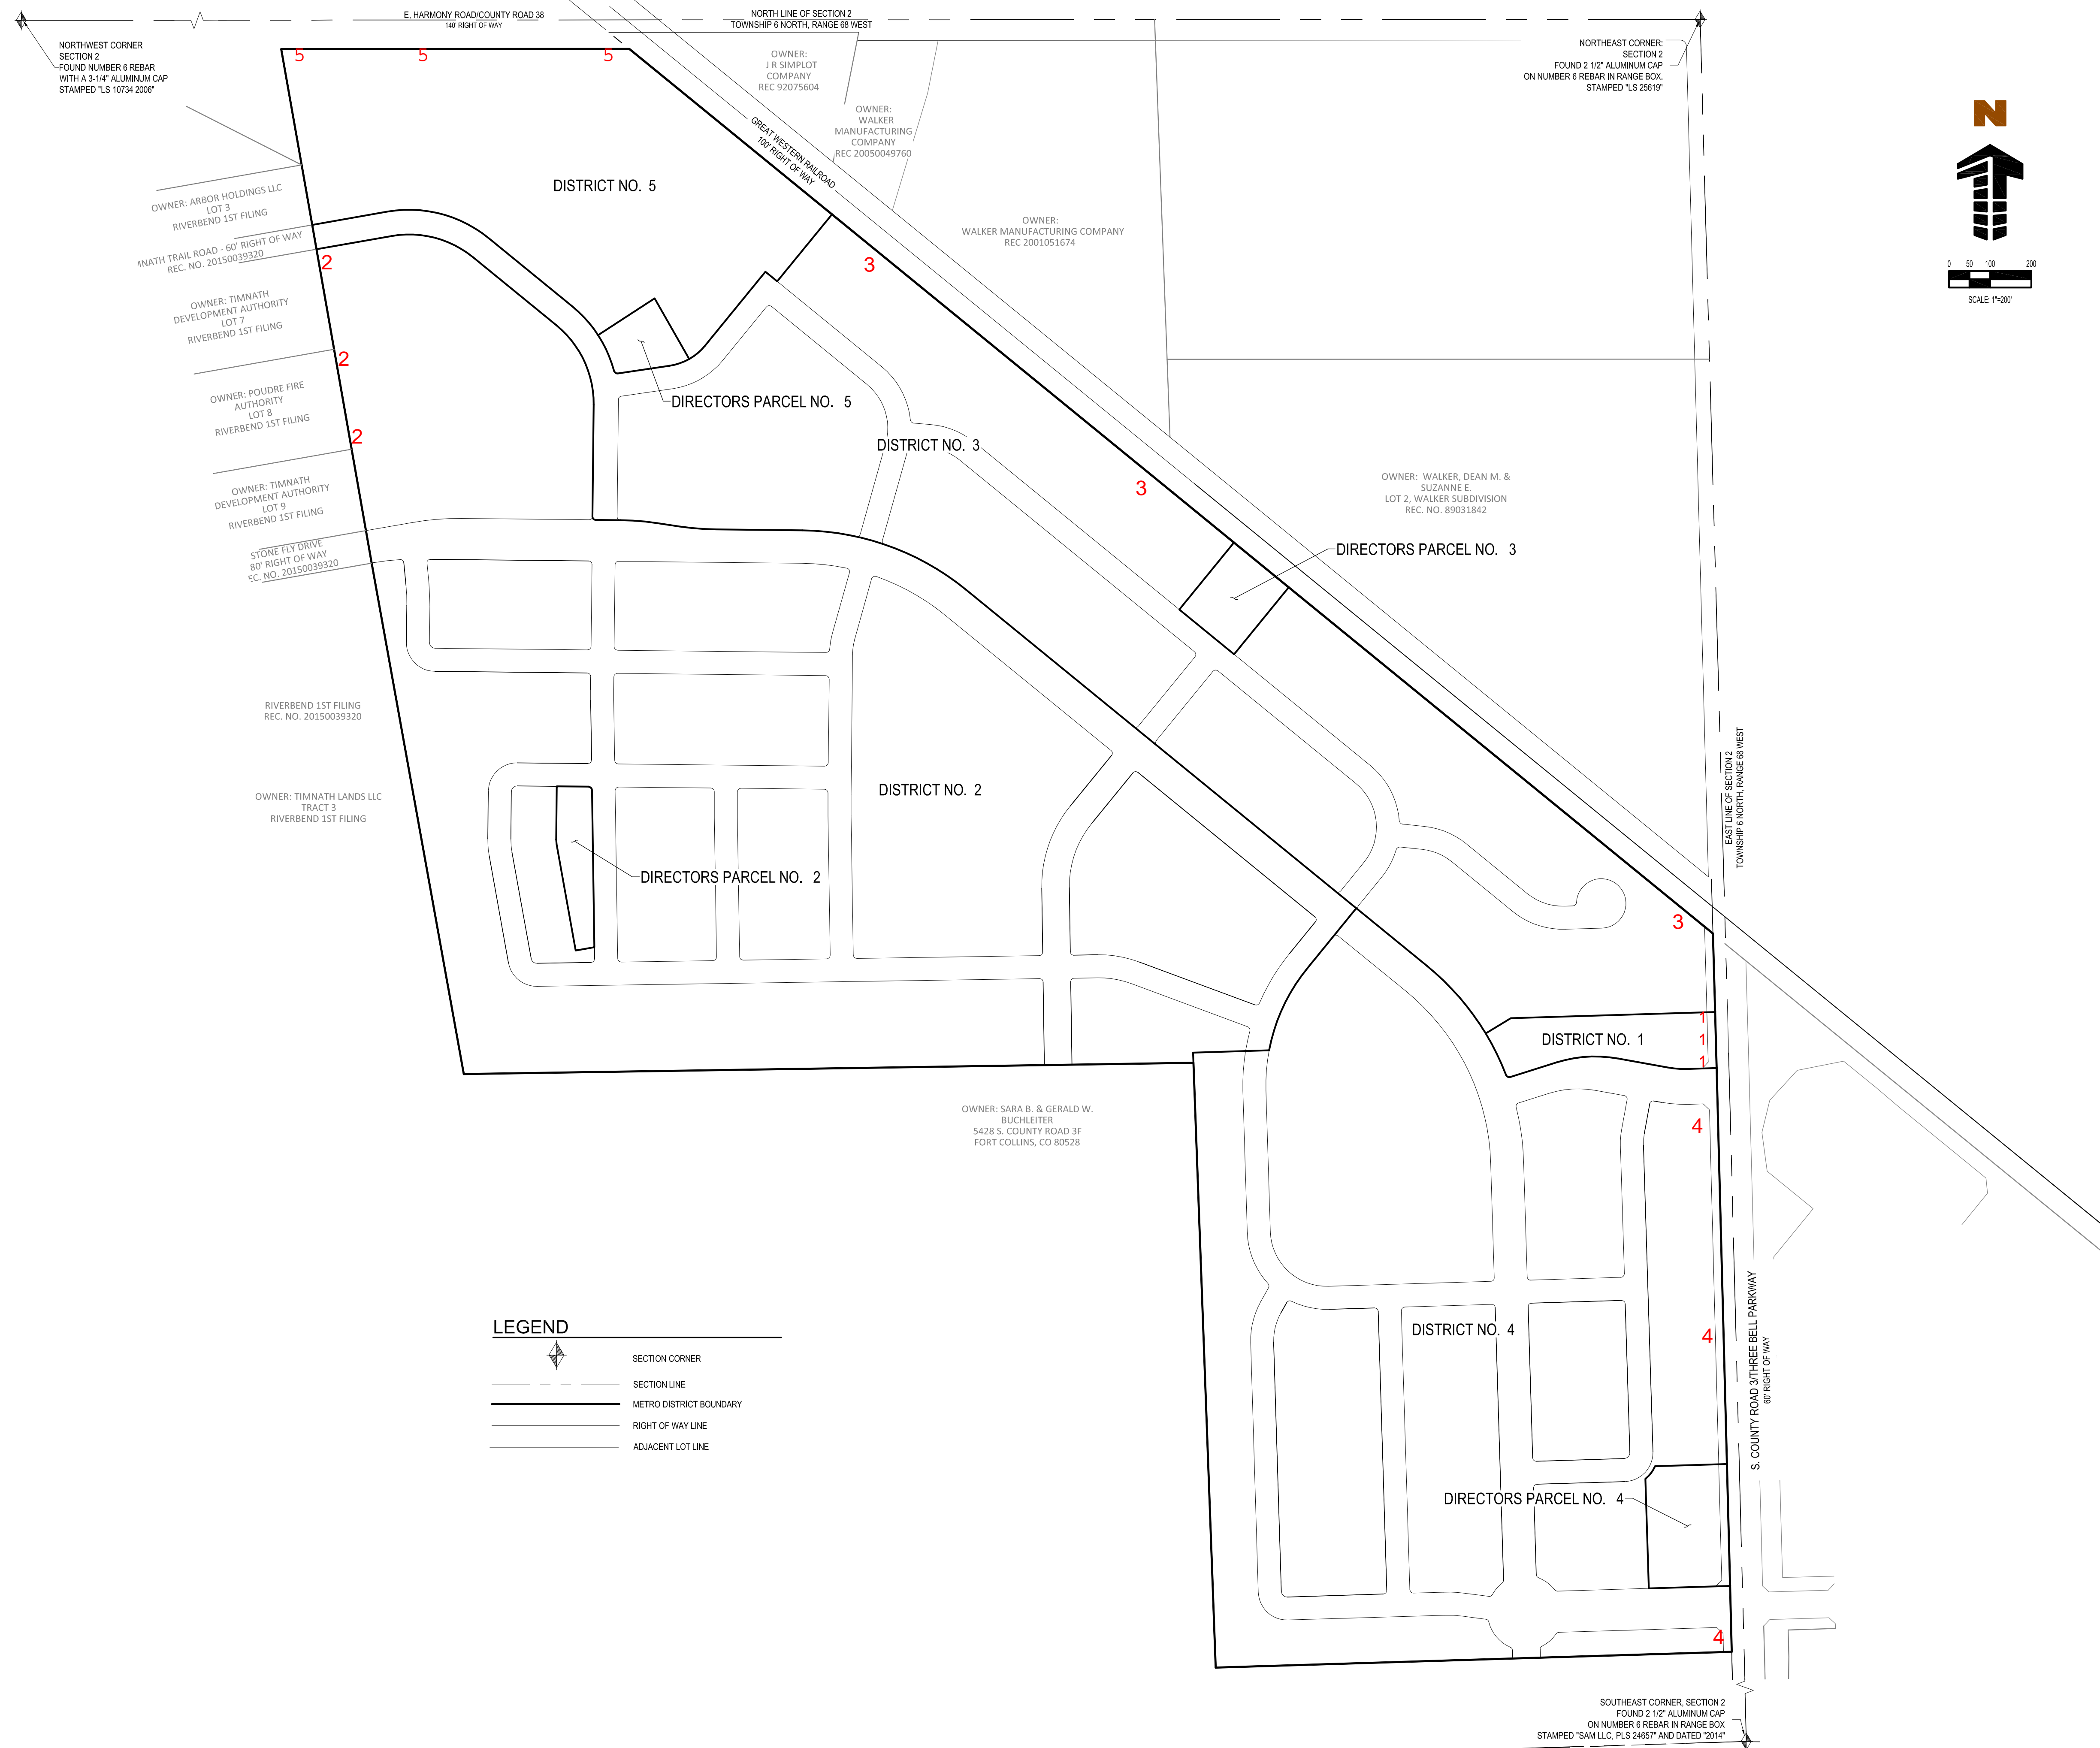 E. HARMONY ROAD/COUNTY ROAD 38
140' RIGHT OF WAY
NORTH LINE OF SECTION 2
TOWNSHIP 6 NORTH, RANGE 68 WEST
NORTHWEST CORNER
SECTION 2
FOUND NUMBER 6 REBAR
WITH A 3-1/4" ALUMINUM CAP
STAMPED "LS 10734 2006"
NORTHEAST CORNER:
SECTION 2
FOUND 2 1/2" ALUMINUM CAP
ON NUMBER 6 REBAR IN RANGE BOX.
STAMPED "LS 25619"
5
5
5
OWNER:
J R SIMPLOT
COMPANY
REC 92075604
OWNER:
WALKER
MANUFACTURING
COMPANY
REC 20050049760
GREAT WESTERN RAILROAD
100' RIGHT OF WAY
N
0 50 100 200
SCALE: 1"=200'
DISTRICT NO. 5
OWNER: ARBOR HOLDINGS LLC
LOT 3
RIVERBEND 1ST FILING
OWNER:
WALKER MANUFACTURING COMPANY
REC 2001051674
MNATH TRAIL ROAD - 60' RIGHT OF WAY
REC. NO. 20150039320
2
3
OWNER: TIMNATH
DEVELOPMENT AUTHORITY
LOT 7
RIVERBEND 1ST FILING
2
OWNER: POUDRE FIRE
AUTHORITY
LOT 8
RIVERBEND 1ST FILING
DIRECTORS PARCEL NO. 5
2
DISTRICT NO. 3
OWNER: TIMNATH
DEVELOPMENT AUTHORITY
LOT 9
RIVERBEND 1ST FILING
3
OWNER: WALKER, DEAN M. &
SUZANNE E.
LOT 2, WALKER SUBDIVISION
REC. NO. 89031842
STONE FLY DRIVE
80' RIGHT OF WAY
EC. NO. 20150039320
DIRECTORS PARCEL NO. 3
RIVERBEND 1ST FILING
REC. NO. 20150039320
EAST LINE OF SECTION 2
TOWNSHIP 6 NORTH, RANGE 68 WEST
OWNER: TIMNATH LANDS LLC
TRACT 3
RIVERBEND 1ST FILING
DISTRICT NO. 2
DIRECTORS PARCEL NO. 2
3
1
DISTRICT NO. 1
1
1
OWNER: SARA B. & GERALD W.
BUCHLEITER
5428 S. COUNTY ROAD 3F
FORT COLLINS, CO 80528
4
LEGEND
SECTION CORNER
SECTION LINE
METRO DISTRICT BOUNDARY
RIGHT OF WAY LINE
ADJACENT LOT LINE
DISTRICT NO. 4
4
S. COUNTY ROAD 3/THREE BELL PARKWAY
60' RIGHT OF WAY
DIRECTORS PARCEL NO. 4
4
SOUTHEAST CORNER, SECTION 2
FOUND 2 1/2" ALUMINUM CAP
ON NUMBER 6 REBAR IN RANGE BOX
STAMPED "SAM LLC, PLS 24657" AND DATED "2014"